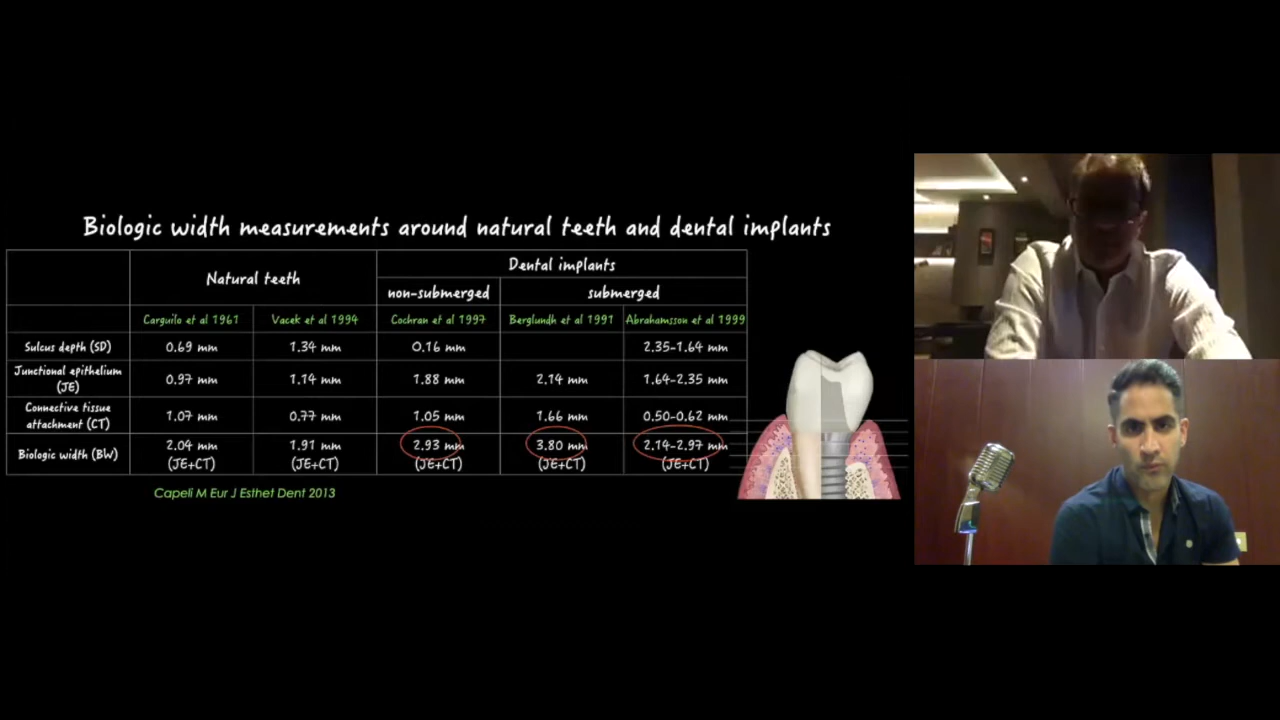 Biologic width measurements around natural teeth and dental implants
Natural teeth
Dental implants
non-submerged
submerged
Carguilo et al 1961
Vacek et al 1994
Cochran et al 1997
Berglundh et al 1991
Abrahamsson et al 1999
Sulcus depth (SD)
0.69 mm
1.34 mm
0.16 mm
2.35-1.64 mm
Junctional epithelium
(JE)
0.97 mm
1.14 mm
1.88 mm
2.14 mm
1.64-2.35 mm
Connective tissue
attachment (CT)
1.07 mm
0.77 mm
1.05 mm
1.66 mm
0.50-0.62 mm
Biologic width (BW)
2.04 mm
(JE+CT)
1.91 mm
(JE+CT)
2.93 mm
(JE+CT)
3.80 mm
(JE+CT)
2.14-2.97 mm
(JE+CT)
Capeli M Eur J Esthet Dent 2013